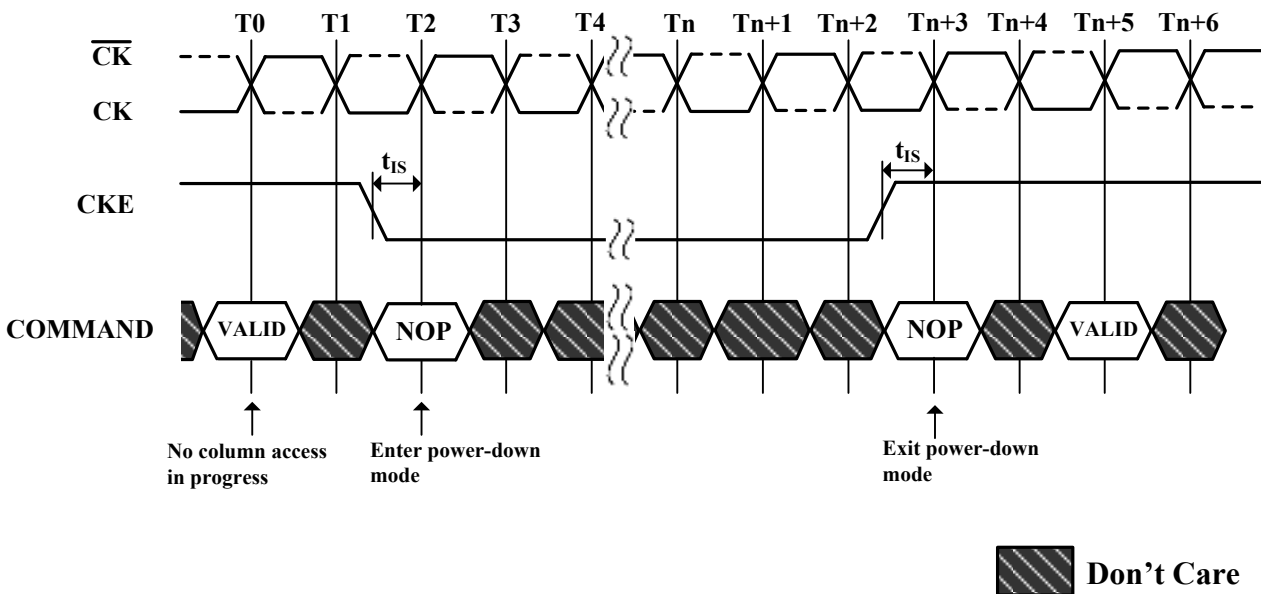 T0 T1 T2 T3 T4 Tn Tn+1 Tn+2 Tn+3 Tn+4 Tn+5 Tn+6
CK
CK
tIS tIS
CKE
COMMAND VALID NOP NOP VALID
No column access
in progress
Enter power-down
mode
Exit power-down
mode
Don't Care